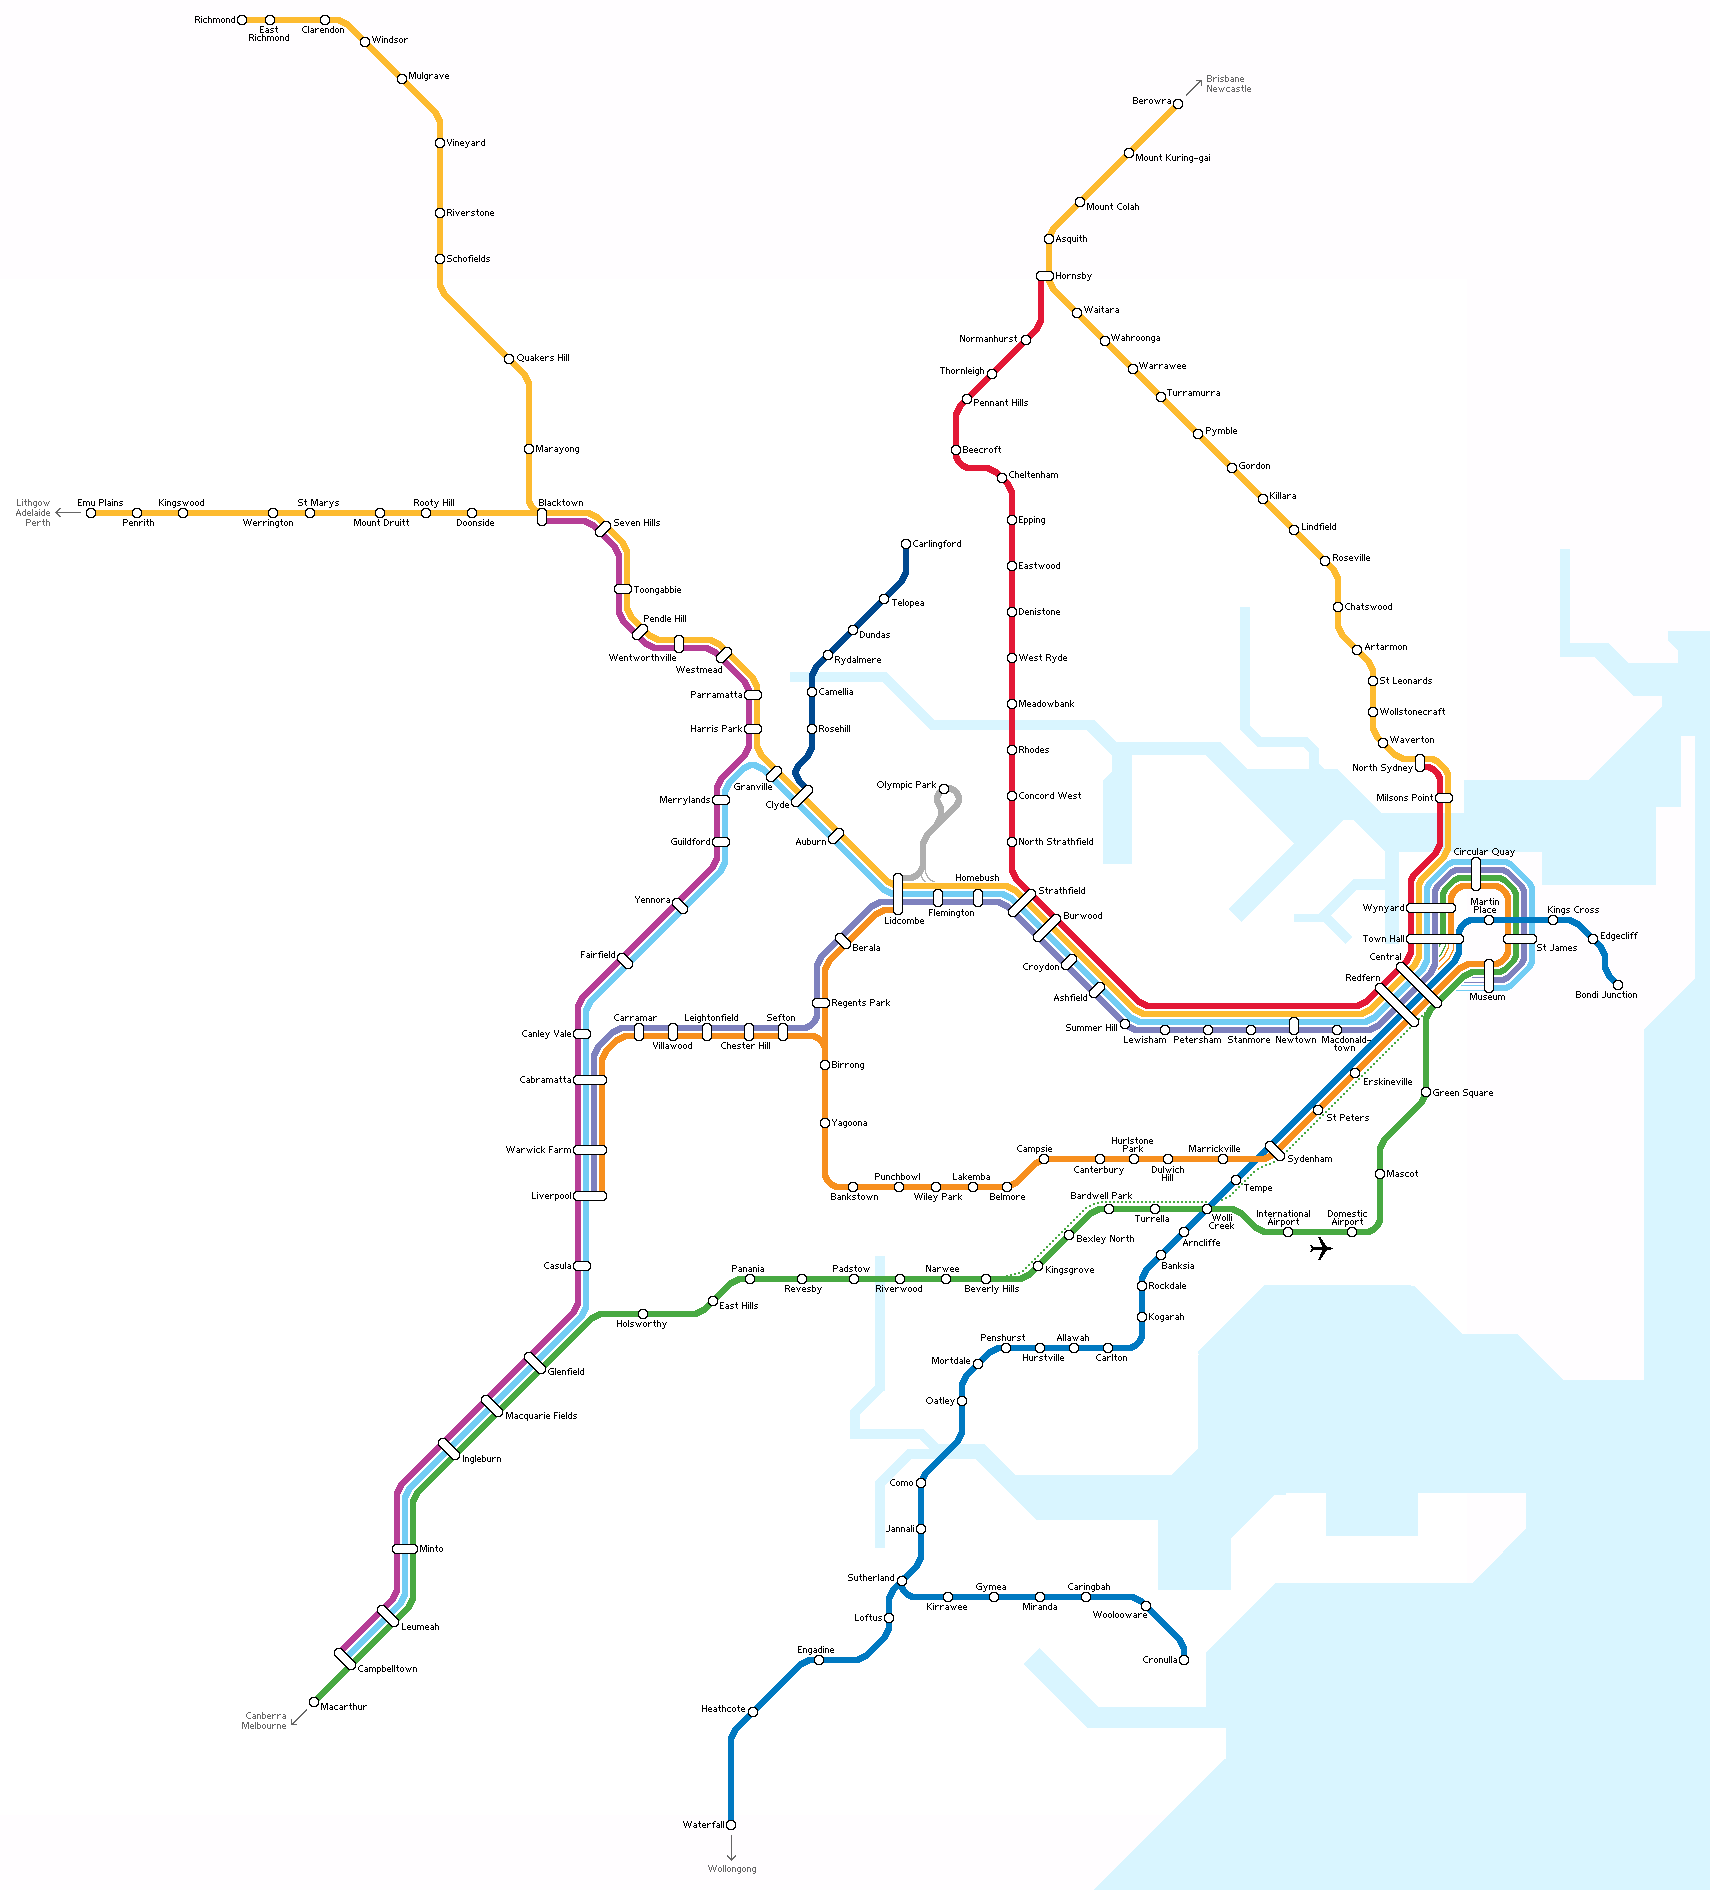 Richmond
East
Richmond
Clarendon
Windsor
Mulgrave
Brisbane
Newcastle
Berowra
Vineyard
Mount Kuring-gai
Mount Colah
Riverstone
Asquith
Schofields
Hornsby
Waitara
Normanhurst
Wahroonga
Quakers Hill
Warrawee
Thornleigh
Turramurra
Pennant Hills
Pymble
Marayong
Beecroft
Gordon
Cheltenham
Killara
Lithgow
Adelaide
Perth
Emu Plains
Penrith
Kingswood
Werrington
St Marys
Mount Druitt
Rooty Hill
Doonside
Blacktown
Seven Hills
Epping
Lindfield
Carlingford
Roseville
Eastwood
Toongabbie
Telopea
Chatswood
Denistone
Pendle Hill
Dundas
Wentworthville
Westmead
Rydalmere
West Ryde
Artarmon
St Leonards
Parramatta
Camellia
Meadowbank
Wollstonecraft
Harris Park
Rosehill
Waverton
Rhodes
North Sydney
Granville
Olympic Park
Merrylands
Clyde
Concord West
Milsons Point
Guildford
Auburn
North Strathfield
Circular Quay
Homebush
Strathfield
Yennora
Lidcombe
Flemington
Burwood
Wynyard
Martin
Place
Kings Cross
Town Hall
Edgecliff
Berala
St James
Fairfield
Croydon
Central
Redfern
Ashfield
Museum
Bondi Junction
Regents Park
Canley Vale
Carramar
Villawood
Leightonfield
Chester Hill
Sefton
Summer Hill
Lewisham
Petersham
Stanmore
Newtown
Macdonald-
town
Birrong
Cabramatta
Erskineville
Green Square
Yagoona
St Peters
Warwick Farm
Campsie
Canterbury
Hurlstone
Park
Dulwich
Hill
Marrickville
Sydenham
Mascot
Liverpool
Bankstown
Punchbowl
Wiley Park
Lakemba
Belmore
Tempe
Bardwell Park
Turrella
Wolli
Creek
International
Airport
Domestic
Airport
Bexley North
Arncliffe
Casula
Banksia
Kingsgrove
Panania
Revesby
Padstow
Riverwood
Narwee
Beverly Hills
Rockdale
East Hills
Holsworthy
Kogarah
Penshurst
Hurstville
Allawah
Carlton
Mortdale
Glenfield
Oatley
Macquarie Fields
Ingleburn
Como
Jannali
Minto
Sutherland
Kirrawee
Gymea
Miranda
Caringbah
Woolooware
Loftus
Leumeah
Engadine
Cronulla
Campbelltown
Macarthur
Heathcote
Canberra
Melbourne
Waterfall
Wollongong